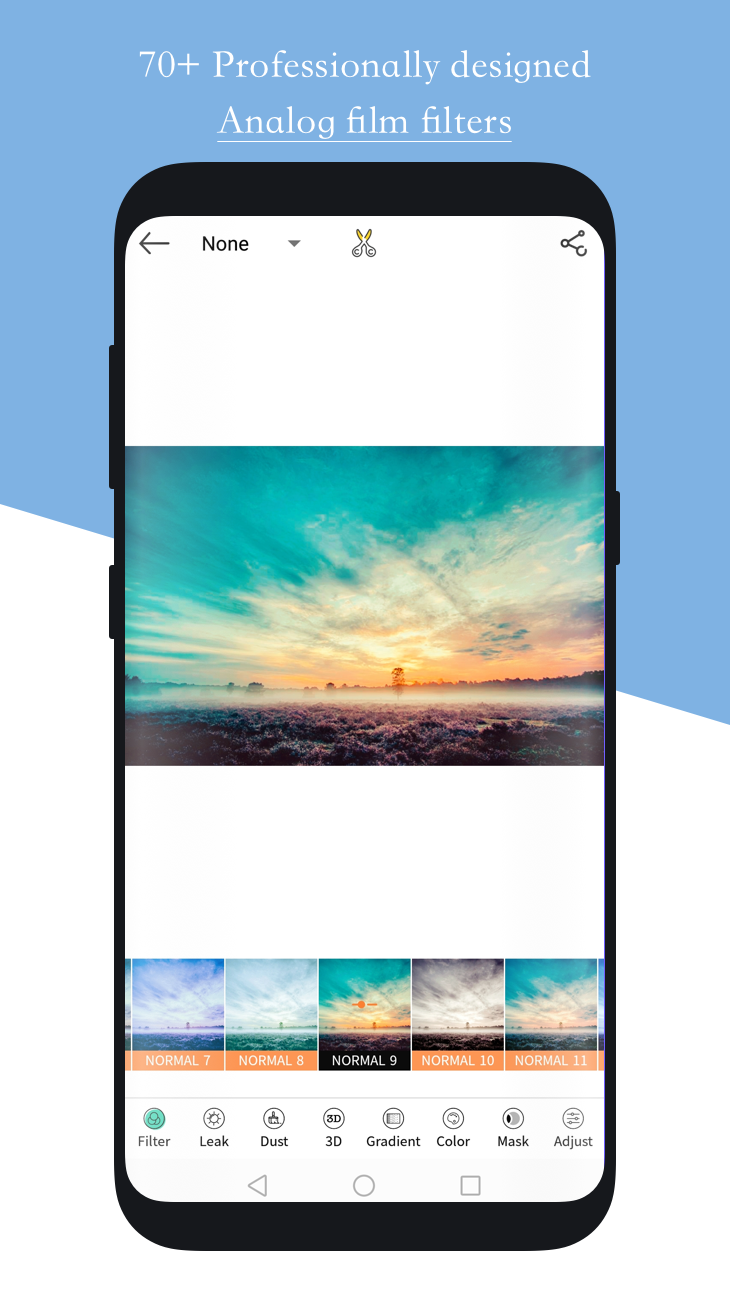 70+ Professionally designed
Analog film filters
None
NORMAL 7
NORMAL 8
NORMAL 9
NORMAL 10
NORMAL 11
Filter
Leak
Dust
3D
3D
Gradient
Color
Mask
Adjust